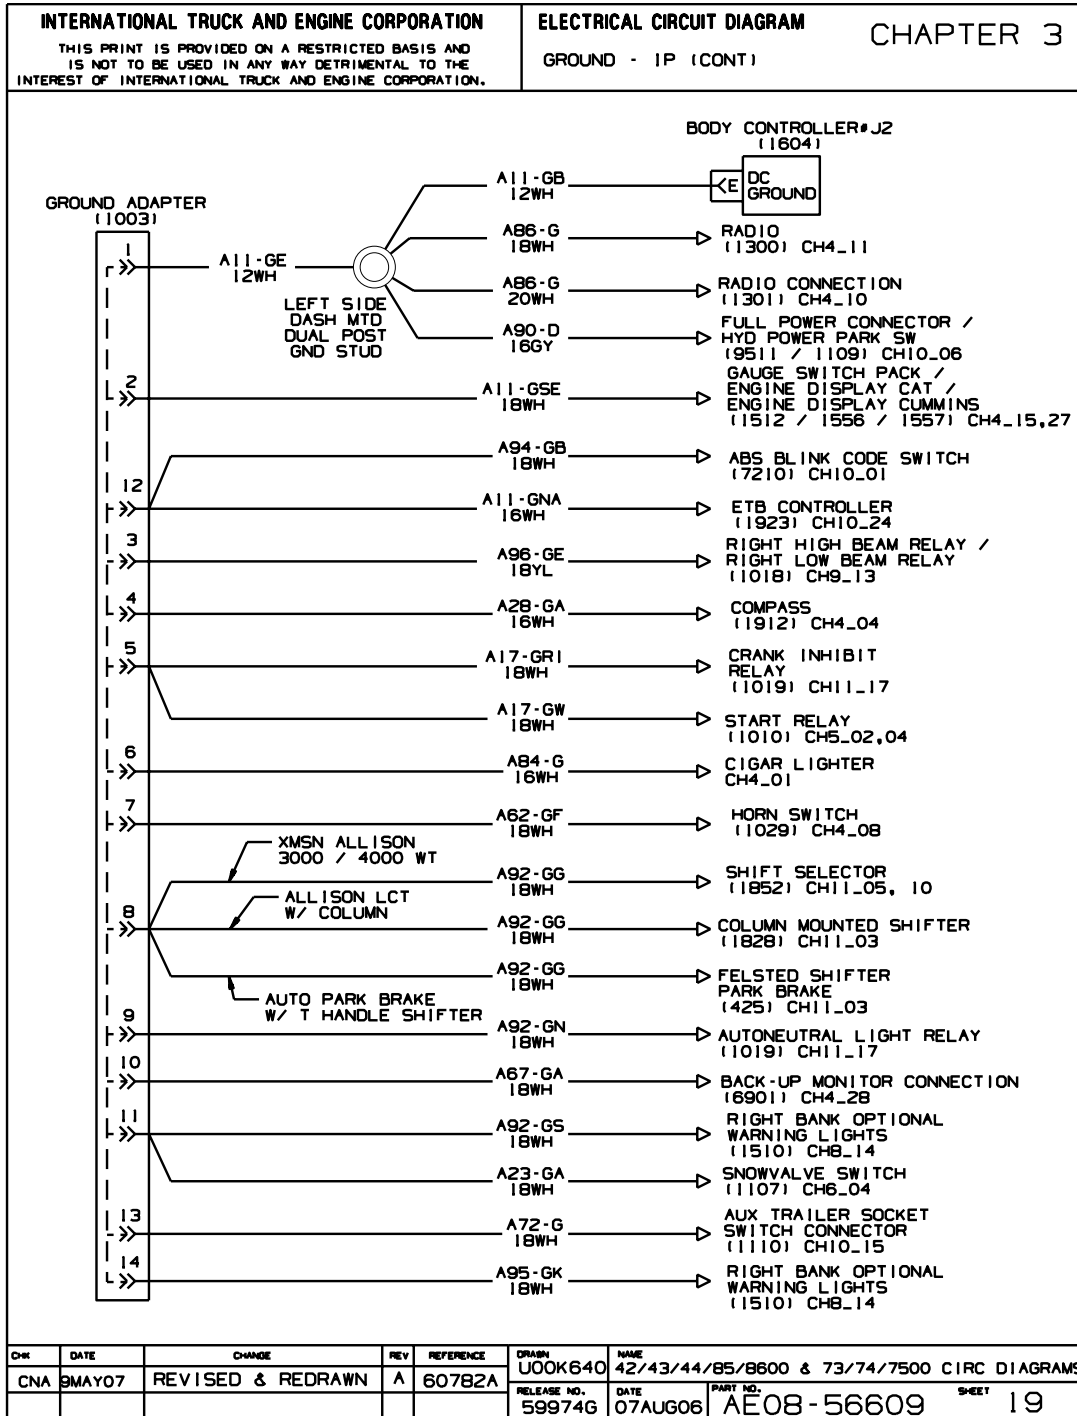 INTERNATIONAL TRUCK AND ENGINE CORPORATION
THIS PRINT IS PROVIDED ON A RESTRICTED BASIS AND
IS NOT TO BE USED IN ANY WAY DETRIMENTAL TO THE
INTEREST OF INTERNATIONAL TRUCK AND ENGINE CORPORATION.
ELECTRICAL CIRCUIT DIAGRAM
GROUND - IP (CONT)
CHAPTER 3
BODY CONTROLLER#J2
(1604)
E
DC
GROUND
GROUND ADAPTER
(1003)
A11-GB
12WH
1
A11-GE
12WH
LEFT SIDE
DASH MTD
DUAL POST
GND STUD
A86-G
18WH
RADIO
(1300) CH4_11
A86-G
20WH
RADIO CONNECTION
(1301) CH4_10
A90-D
16GY
FULL POWER CONNECTOR /
HYD POWER PARK SW
(9511 / 1109) CH10_06
2
A11-GSE
18WH
GAUGE SWITCH PACK /
ENGINE DISPLAY CAT /
ENGINE DISPLAY CUMMINS
(1512 / 1556 / 1557) CH4_15,27
A94-GB
18WH
ABS BLINK CODE SWITCH
(7210) CH10_01
12
A11-GNA
16WH
ETB CONTROLLER
(1923) CH10_24
3
A96-GE
18YL
RIGHT HIGH BEAM RELAY /
RIGHT LOW BEAM RELAY
(1018) CH9_13
4
A28-GA
16WH
COMPASS
(1912) CH4_04
5
A17-GRI
18WH
CRANK INHIBIT
RELAY
(1019) CH11_17
A17-GW
18WH
START RELAY
(1010) CH5_02,04
6
A84-G
16WH
CIGAR LIGHTER
CH4_01
7
A62-GF
18WH
HORN SWITCH
(1029) CH4_08
XMSN ALLISON
3000 / 4000 WT
A92-GG
18WH
SHIFT SELECTOR
(1852) CH11_05, 10
ALLISON LCT
W/ COLUMN
8
A92-GG
18WH
COLUMN MOUNTED SHIFTER
(1828) CH11_03
A92-GG
18WH
FELSTED SHIFTER
PARK BRAKE
(425) CH11_03
AUTO PARK BRAKE
W/ T HANDLE SHIFTER
9
A92-GN
18WH
AUTONEUTRAL LIGHT RELAY
(1019) CH11_17
10
A67-GA
18WH
BACK-UP MONITOR CONNECTION
(6901) CH4_28
11
A92-GS
18WH
RIGHT BANK OPTIONAL
WARNING LIGHTS
(1510) CH8_14
A23-GA
18WH
SNOWVALVE SWITCH
(1107) CH6_04
13
A72-G
18WH
AUX TRAILER SOCKET
SWITCH CONNECTOR
(1110) CH10_15
14
A95-GK
18WH
RIGHT BANK OPTIONAL
WARNING LIGHTS
(1510) CH8_14
CHK DATE CHANGE REV REFERENCE
CNA 9MAY07 REVISED & REDRAWN A 60782A
DRAWN
U00K640
NAME
42/43/44/85/8600 & 73/74/7500 CIRC DIAGRAMS
RELEASE NO.
59974G
DATE
07AUG06
PART NO.
AE08-56609
SHEET
19